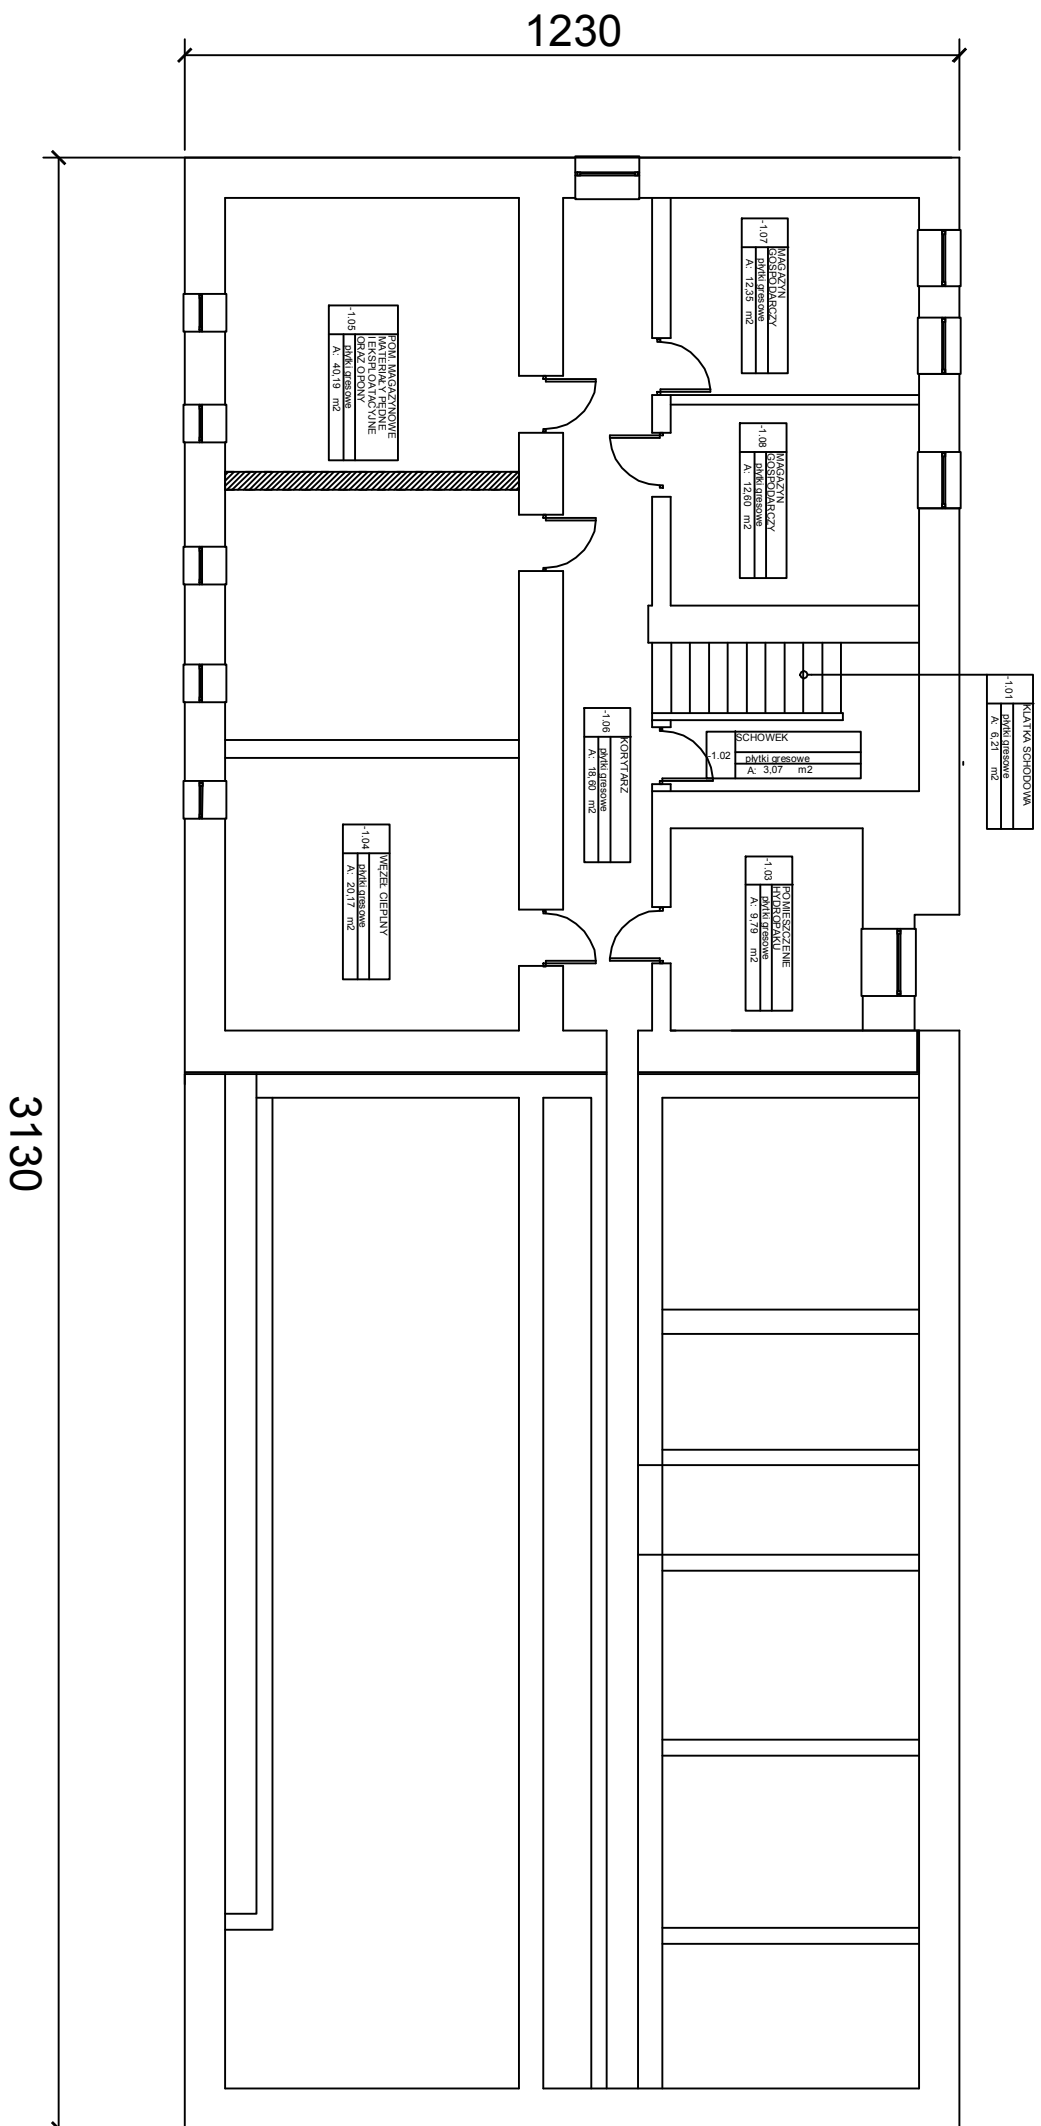 1230
-1.07
MAGAZYN
GOSPODARCZY
płytki gresowe
A: 12,35 m2
-1.05
POM. MAGAZYNOWE
MATERIAŁY PĘDNE
I EKSPLOATACYJNE
ORAZ OPONY
płytki gresowe
A: 40,19 m2
-1.08
MAGAZYN
GOSPODARCZY
płytki gresowe
A: 12,60 m2
-1.01
KLATKA SCHODOWA
płytki gresowe
A: 6,21 m2
-1.06
KORYTARZ
płytki gresowe
A: 18,60 m2
-1.02
SCHOWEK
płytki gresowe
A: 3,07 m2
-1.04
WĘZEŁ CIEPLNY
płytki gresowe
A: 20,17 m2
-1.03
POMIESZCZENIE
HYDROPAKU
płytki gresowe
A: 9,79 m2
3130